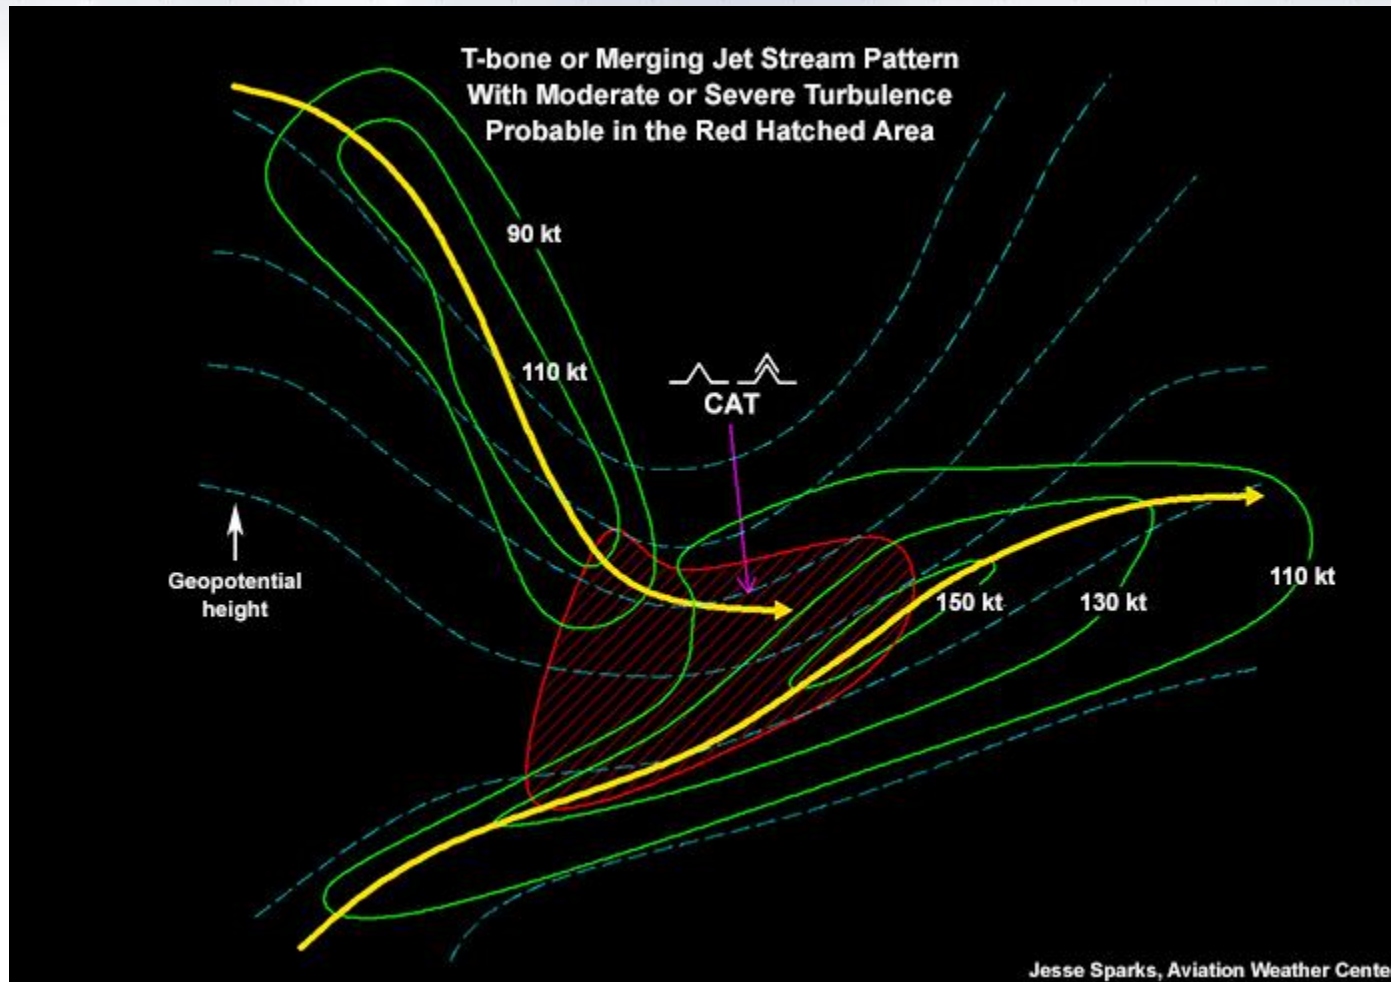 T-bone or Merging Jet Stream Pattern
With Moderate or Severe Turbulence
Probable in the Red Hatched Area
90 kt
110 kt
CAT
Geopotential
height
150 kt
130 kt
110 kt
Jesse Sparks, Aviation Weather Cente